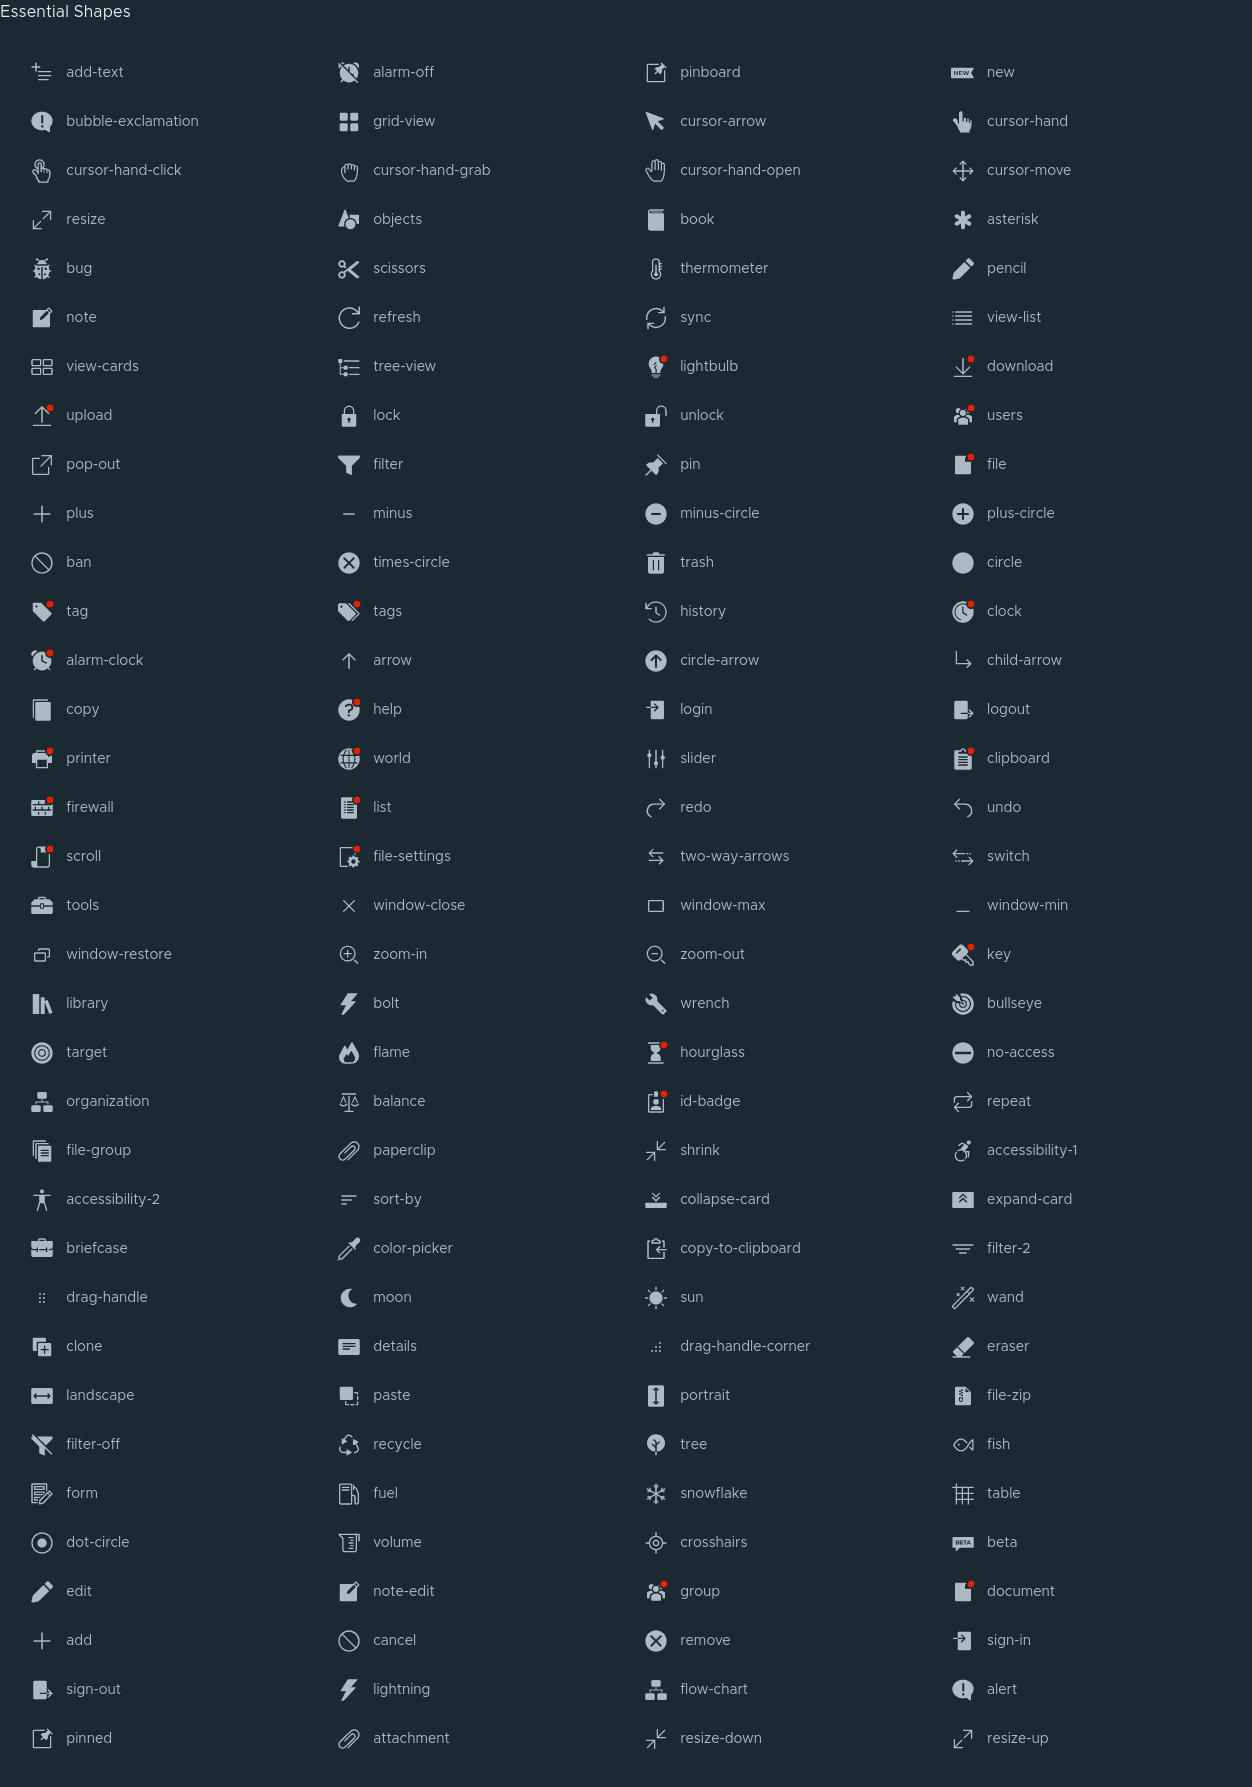 Essential Shapes
add-text alarm-off pinboard NEW new
bubble-exclamation grid-view cursor-arrow cursor-hand
cursor-hand-click cursor-hand-grab cursor-hand-open cursor-move
resize objects book asterisk
bug scissors thermometer pencil
note refresh sync view-list
view-cards tree-view lightbulb download
upload lock unlock users
pop-out filter pin file
plus minus minus-circle plus-circle
ban times-circle trash circle
tag tags history clock
alarm-clock arrow circle-arrow child-arrow
copy help login logout
printer world slider clipboard
firewall list redo undo
scroll file-settings two-way-arrows switch
tools window-close window-max window-min
window-restore zoom-in zoom-out key
library bolt wrench bullseye
target flame hourglass no-access
organization balance id-badge repeat
file-group paperclip shrink accessibility-1
accessibility-2 sort-by collapse-card expand-card
briefcase color-picker copy-to-clipboard filter-2
drag-handle moon sun wand
clone details drag-handle-corner eraser
landscape paste portrait file-zip
filter-off recycle tree fish
form fuel snowflake table
dot-circle volume crosshairs BETA beta
edit note-edit group document
add cancel remove sign-in
sign-out lightning flow-chart alert
pinned attachment resize-down resize-up